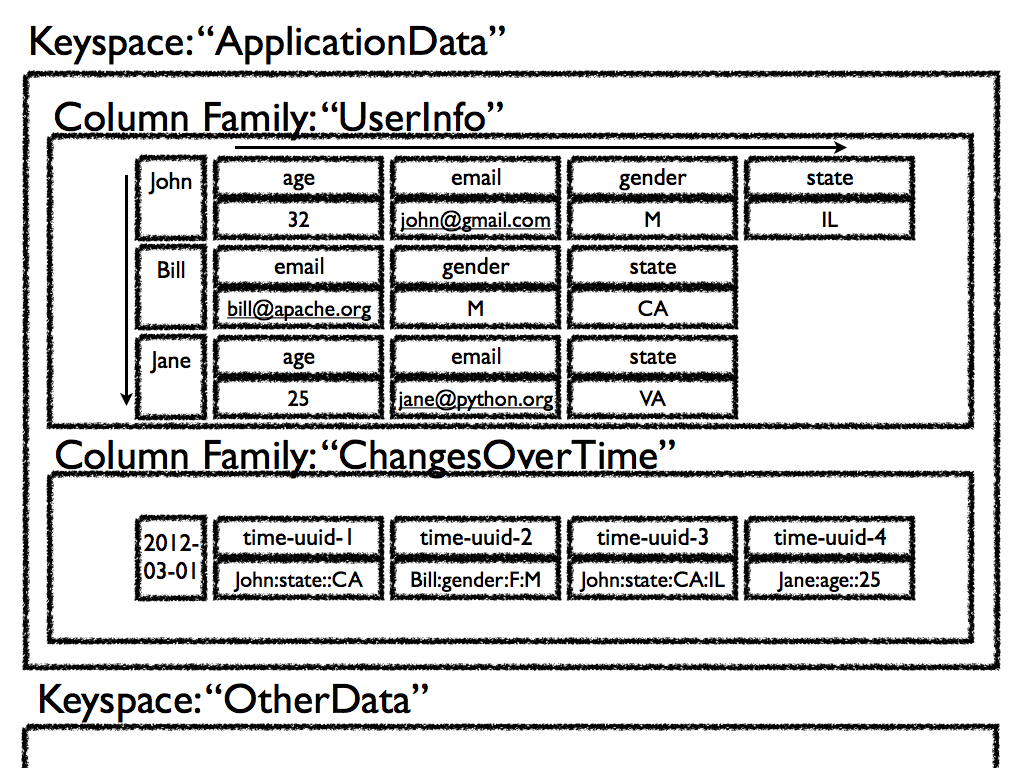 Keyspace: “ApplicationData”
Column Family: “UserInfo”
John age email gender state
32 john@gmail.com M IL
Bill email gender state
bill@apache.org M CA
Jane age email state
25 jane@python.org VA
Column Family: “ChangesOverTime”
2012- time-uuid-1 time-uuid-2 time-uuid-3 time-uuid-4
03-01 John:state::CA Bill:gender:F:M John:state:CA:IL Jane:age::25
Keyspace: “OtherData”